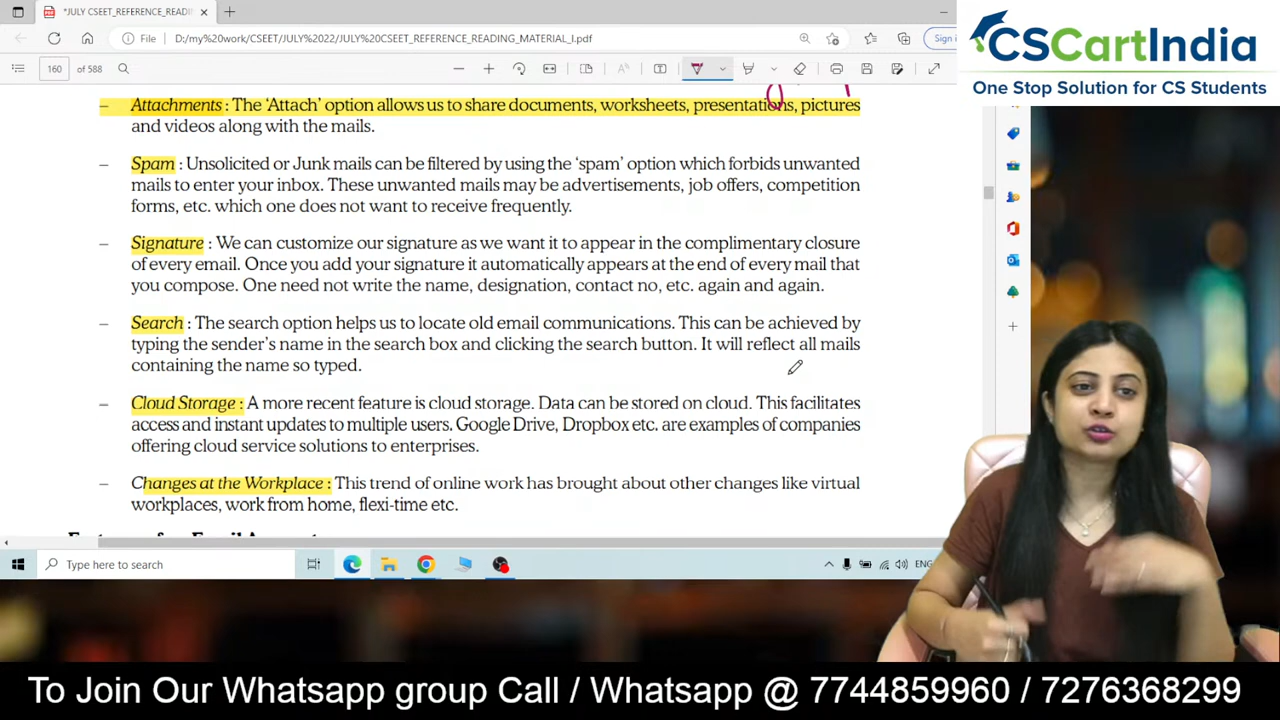 *JULY CSEET_REFERENCE_READI
File
D:/my%20work/CSEET/JULY%202022/JULY%20CSEET_REFERENCE_READING_MATERIAL_I.pdf
Sign i
160 of 588
– Attachments : The ‘Attach’ option allows us to share documents, worksheets, presentations, pictures
and videos along with the mails.
– Spam : Unsolicited or Junk mails can be filtered by using the ‘spam’ option which forbids unwanted
mails to enter your inbox. These unwanted mails may be advertisements, job offers, competition
forms, etc. which one does not want to receive frequently.
– Signature : We can customize our signature as we want it to appear in the complimentary closure
of every email. Once you add your signature it automatically appears at the end of every mail that
you compose. One need not write the name, designation, contact no, etc. again and again.
– Search : The search option helps us to locate old email communications. This can be achieved by
typing the sender’s name in the search box and clicking the search button. It will reflect all mails
containing the name so typed.
– Cloud Storage : A more recent feature is cloud storage. Data can be stored on cloud. This facilitates
access and instant updates to multiple users. Google Drive, Dropbox etc. are examples of companies
offering cloud service solutions to enterprises.
– Changes at the Workplace : This trend of online work has brought about other changes like virtual
workplaces, work from home, flexi-time etc.
Type here to search
ENG
CSCartIndia
One Stop Solution for CS Students
To Join Our Whatsapp group Call / Whatsapp @ 7744859960 / 7276368299